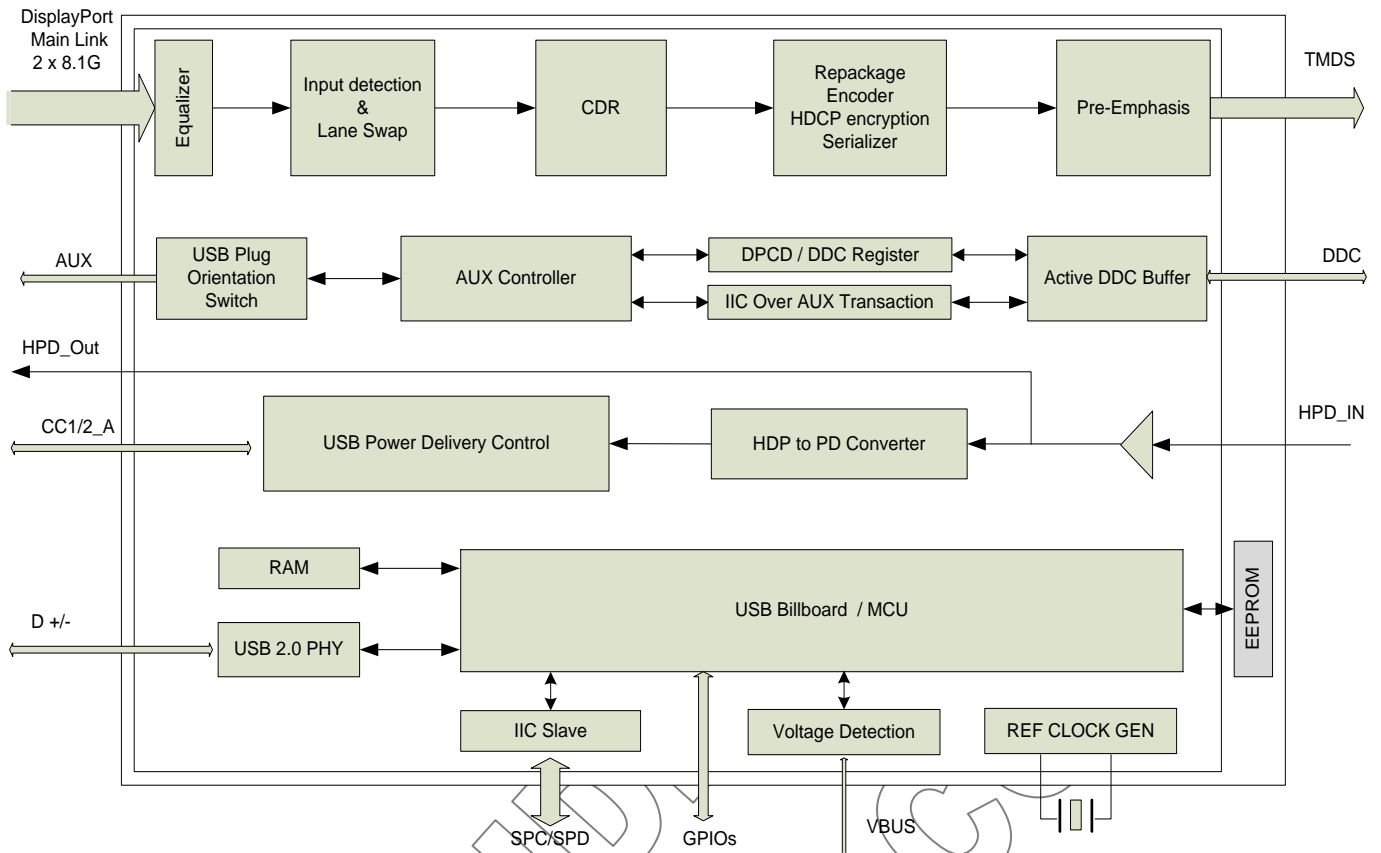 DisplayPort
Main Link
2 x 8.1G
Equalizer
Input detection
&
Lane Swap
CDR
Repackage
Encoder
HDCP encryption
Serializer
Pre-Emphasis
TMDS
AUX
USB Plug
Orientation
Switch
AUX Controller
DPCD / DDC Register
IIC Over AUX Transaction
Active DDC Buffer
DDC
HPD_Out
CC1/2_A
USB Power Delivery Control
HDP to PD Converter
HPD_IN
RAM
USB Billboard / MCU
EEPROM
D +/-
USB 2.0 PHY
IIC Slave
Voltage Detection
REF CLOCK GEN
SPC/SPD
GPIOs
VBUS